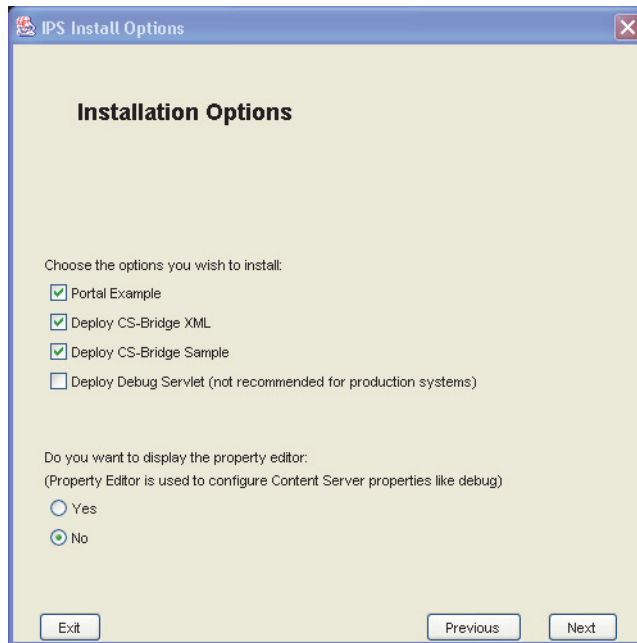 IPS Install Options
Installation Options
Choose the options you wish to install:
Portal Example
Deploy CS-Bridge XML
Deploy CS-Bridge Sample
Deploy Debug Servlet (not recommended for production systems)
Do you want to display the property editor:
(Property Editor is used to configure Content Server properties like debug)
Yes
No
Exit Previous Next